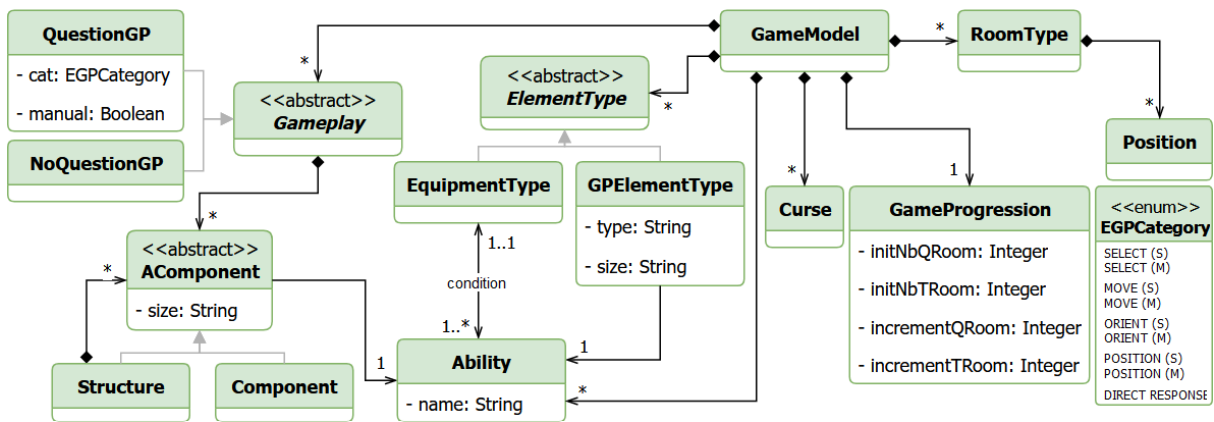 QuestionGP
- cat: EGPCategory
- manual: Boolean
NoQuestionGP
*
<<abstract>>
Gameplay
*
<<abstract>>
AComponent
- size: String
*
Structure
Component
1
<<abstract>>
ElementType
*
EquipmentType
GPElementType
- type: String
- size: String
1..1
condition
1..*
1
Ability
- name: String
*
GameModel
*
RoomType
*
Position
*
Curse
1
GameProgression
- initNbQRoom: Integer
- initNbTRoom: Integer
- incrementQRoom: Integer
- incrementTRoom: Integer
<<enum>>
EGPCategory
SELECT (S)
SELECT (M)
MOVE (S)
MOVE (M)
ORIENT (S)
ORIENT (M)
POSITION (S)
POSITION (M)
DIRECT RESPONSE